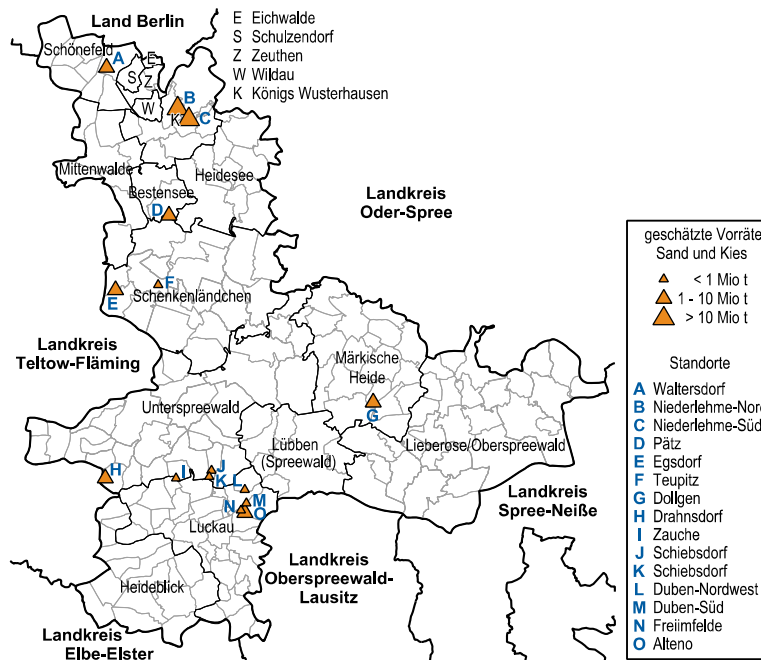 Land Berlin
E Eichwalde
S Schulzendorf
Z Zeuthen
W Wildau
K Königs Wusterhausen
Schönefeld
A
E
S
Z
W
B
K
C
Mittenwalde
Heidesee
Bestensee
D
Landkreis
Oder-Spree
E
F
Schenkenländchen
Landkreis
Teltow-Fläming
Märkische
Heide
G
Unterspreewald
Lübben
(Spreewald)
Lieberose/Oberspreewald
H
I
J
K
L
M
N
O
Luckau
Landkreis
Spree-Neiße
Heideblick
Landkreis
Oberspreewald-
Lausitz
Landkreis
Elbe-Elster
geschätzte Vorräte
Sand und Kies
< 1 Mio t
1 - 10 Mio t
> 10 Mio t
Standorte
A Waltersdorf
B Niederlehme-Nor
C Niederlehme-Süd
D Pätz
E Egsdorf
F Teupitz
G Dollgen
H Drahnsdorf
I Zauche
J Schiebsdorf
K Schiebsdorf
L Duben-Nordwest
M Duben-Süd
N Freiimfelde
O Alteno